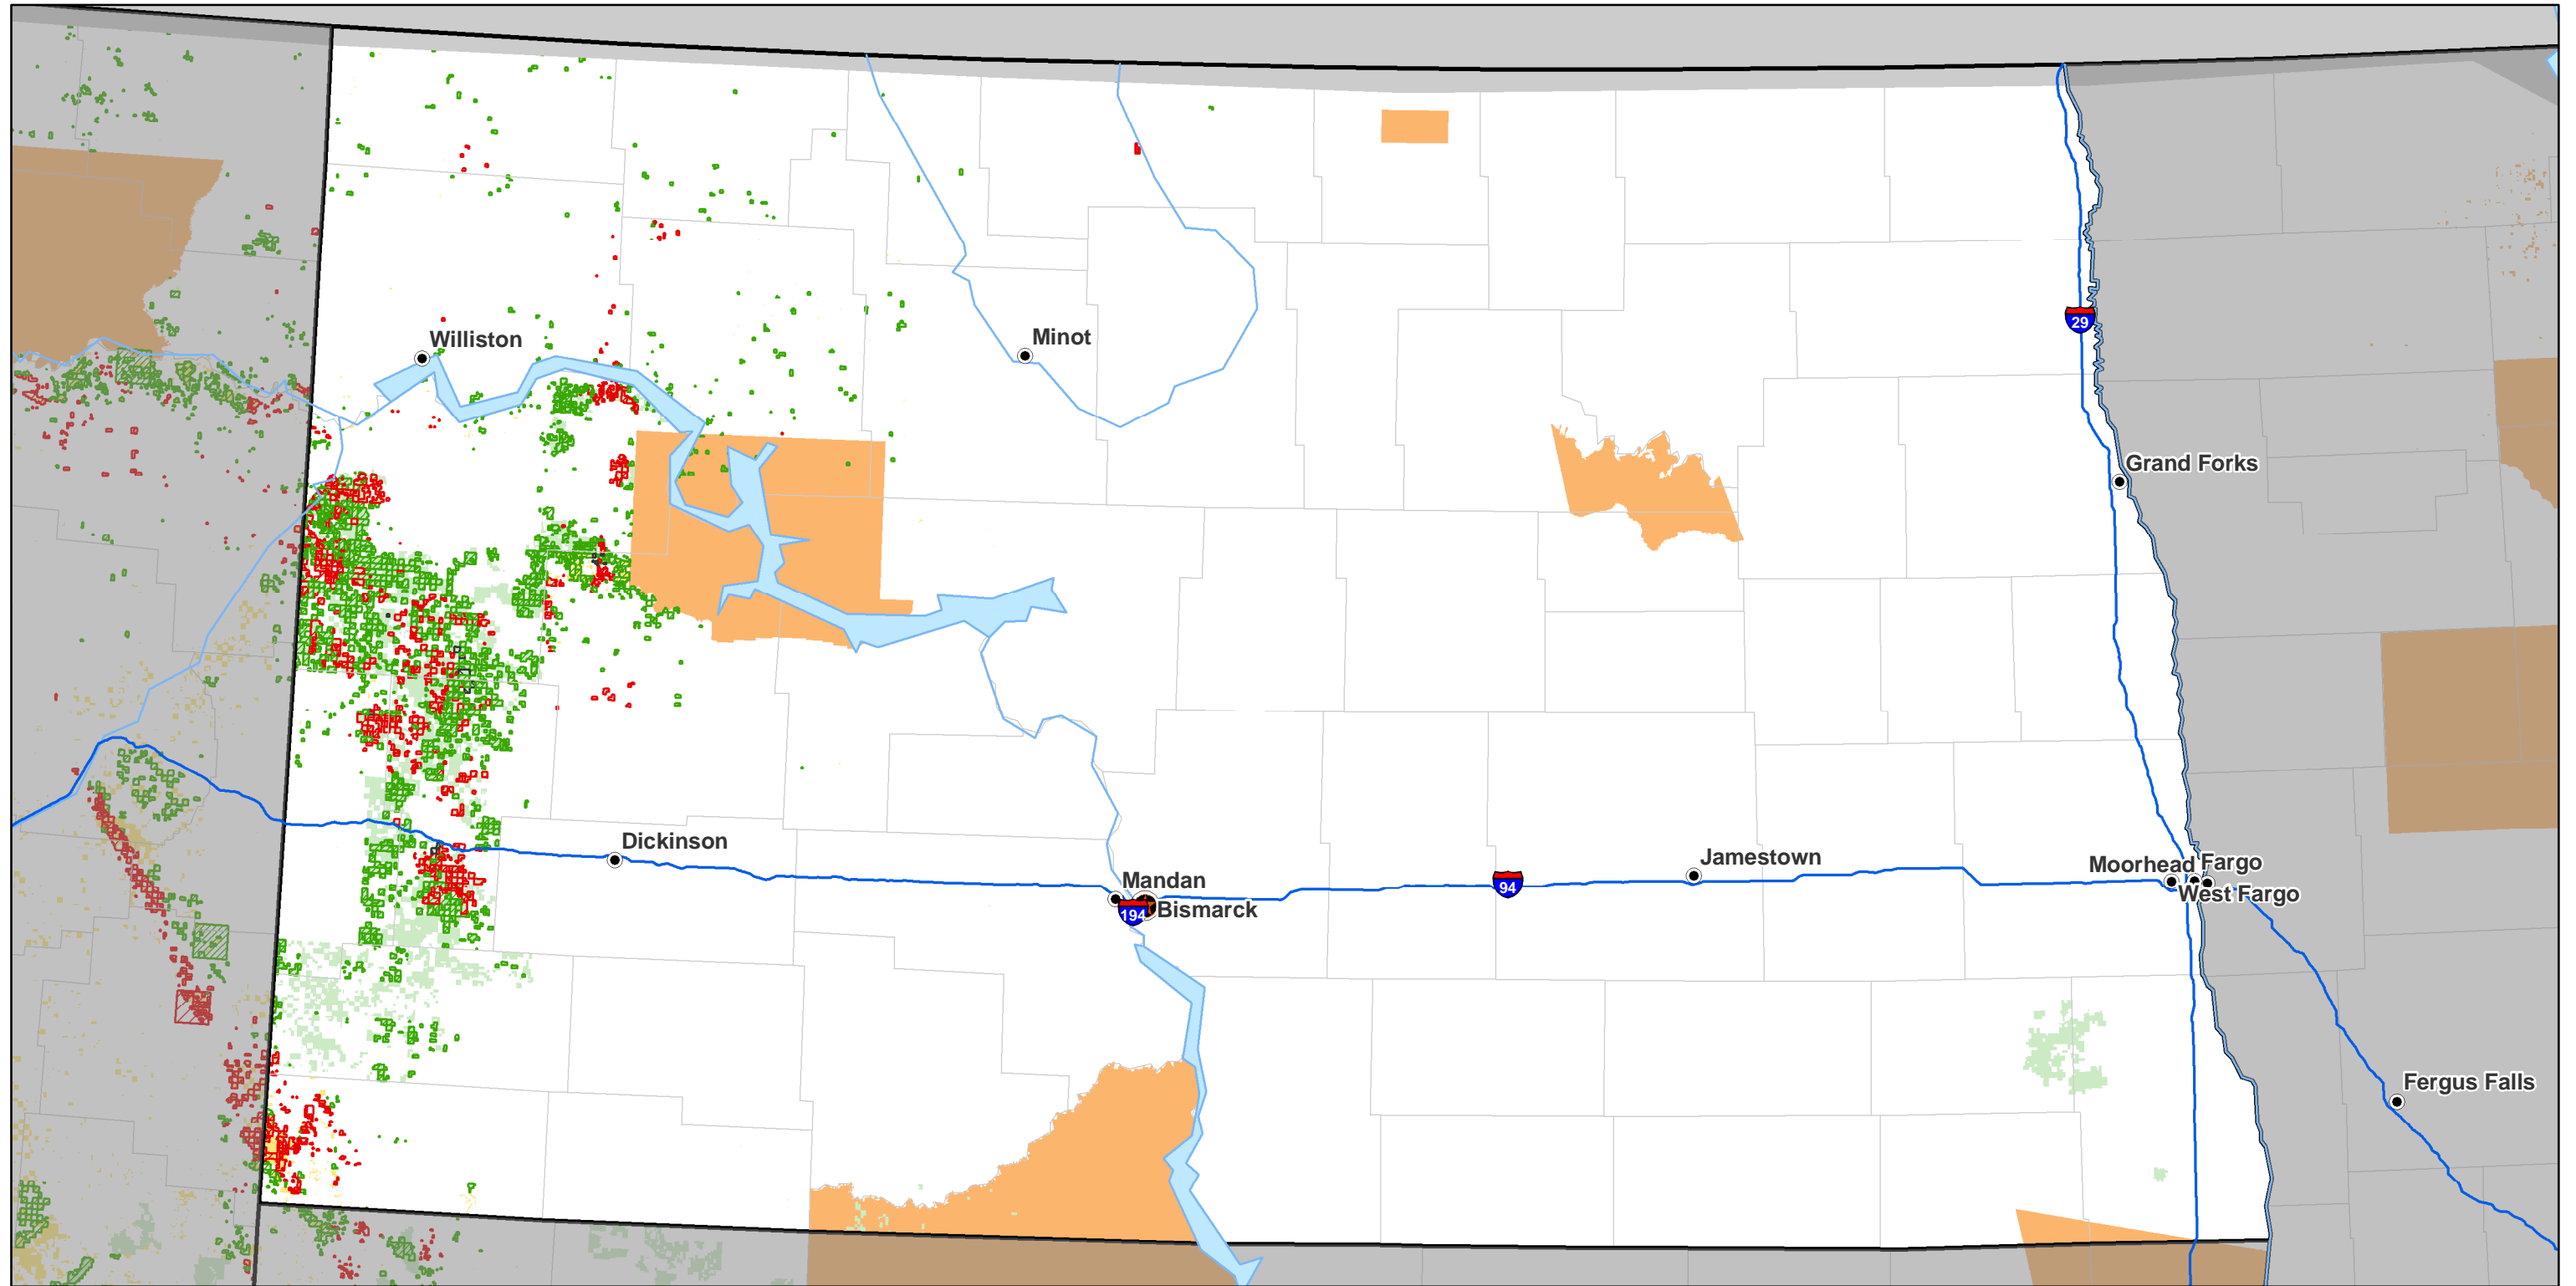 29
Williston
Minot
Grand Forks
Dickinson
Jamestown
Moorhead
Fargo
Mandan
94
West Fargo
194
Bismarck
Fergus Falls